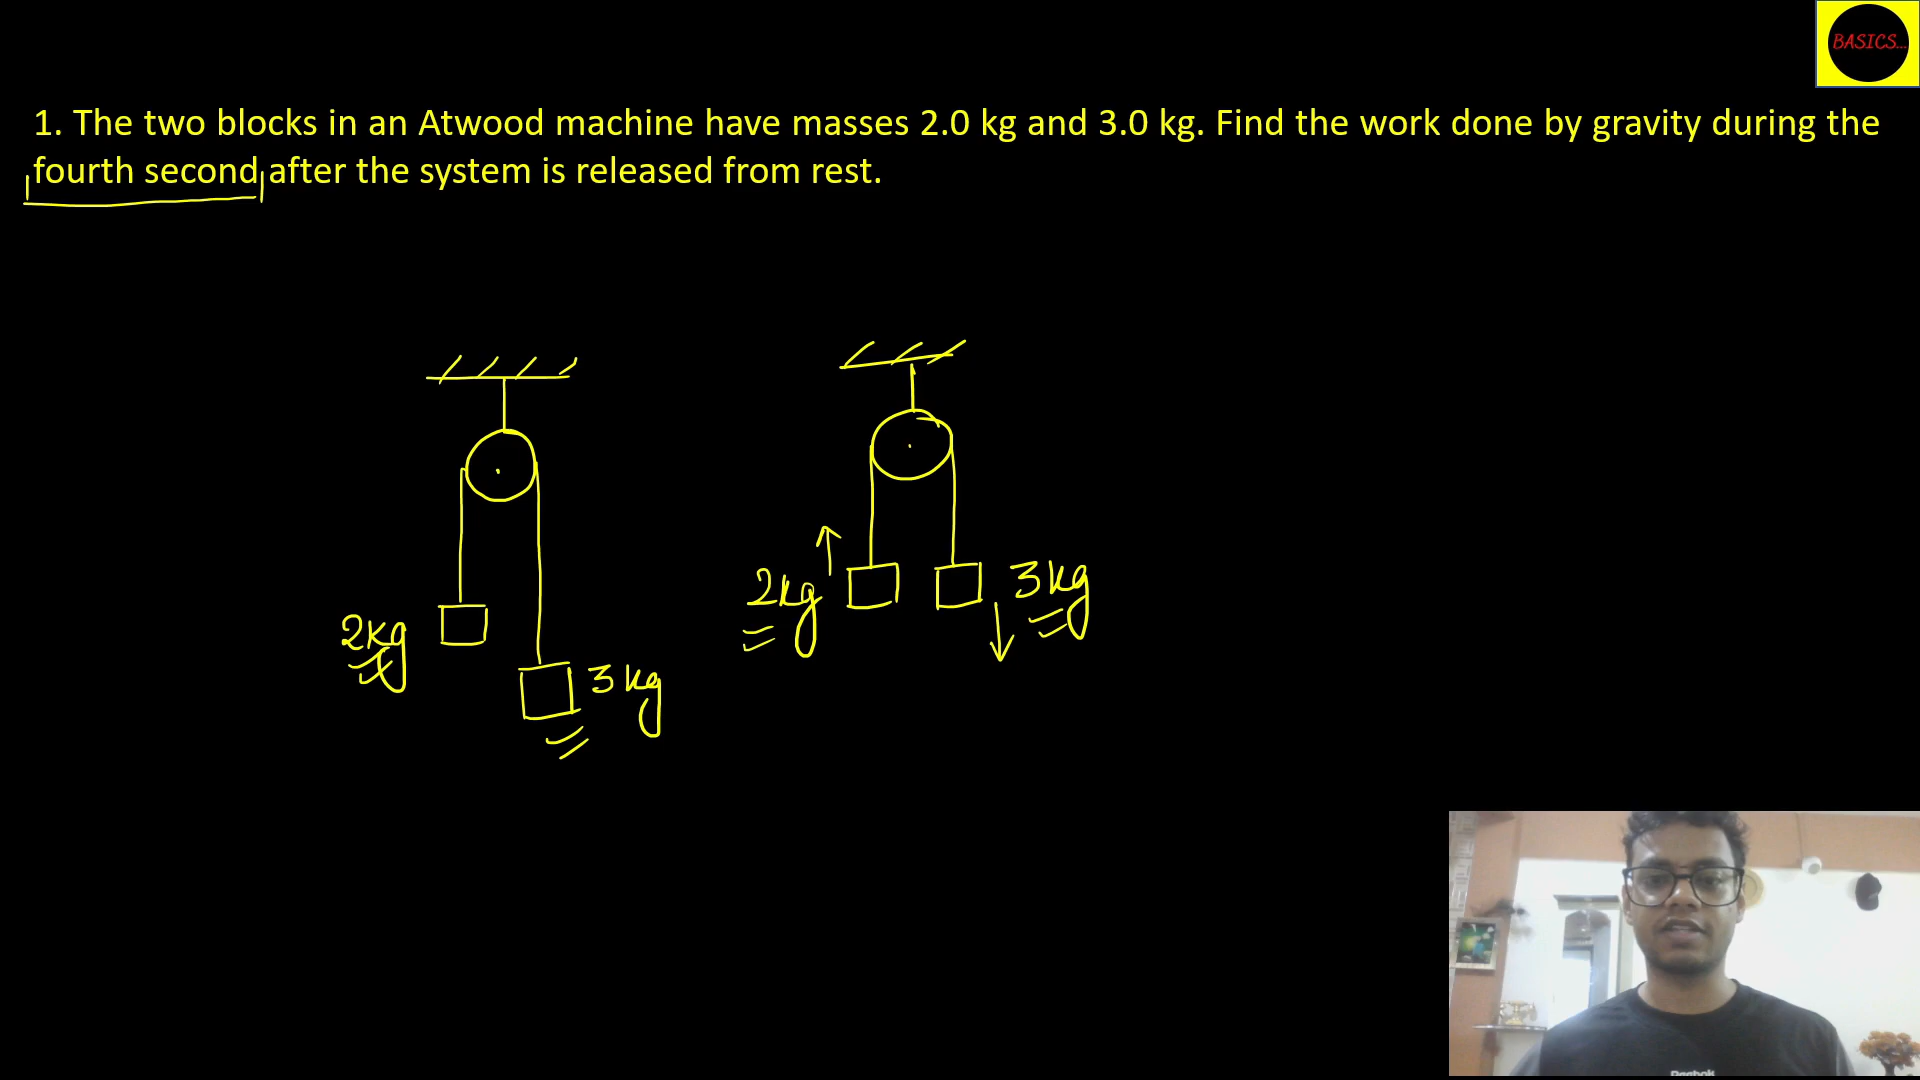 BASICS...
1. The two blocks in an Atwood machine have masses 2.0 kg and 3.0 kg. Find the work done by gravity during the
fourth second after the system is released from rest.
2kg
3kg
2kg
3kg
Reebok